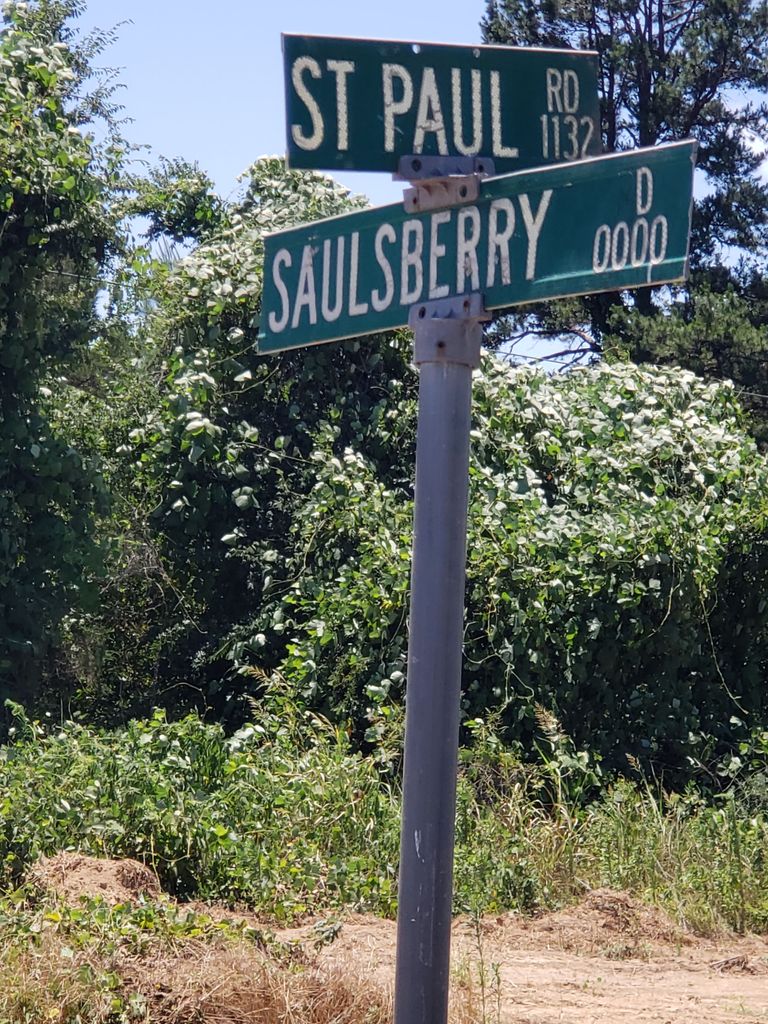 ST PAUL RD
1132
SAULSBERRY D
0000